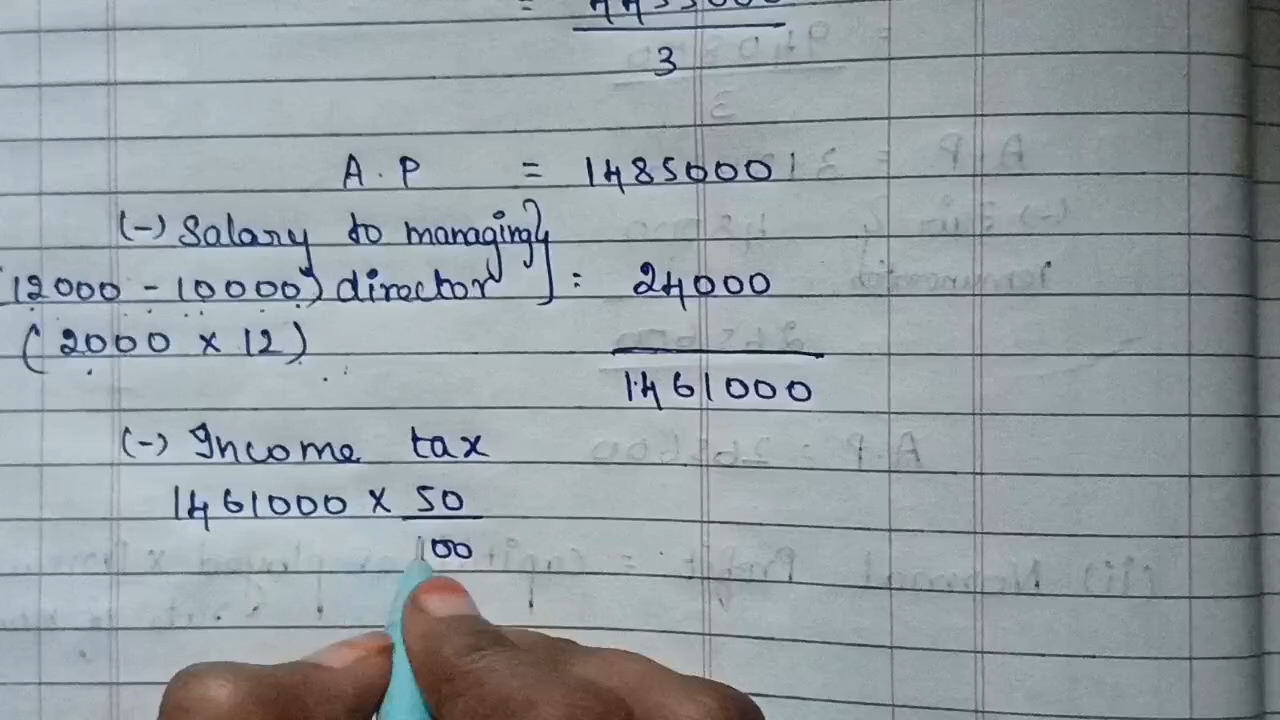 =
3
A.P = 1485000
(-) Salary to managing
(12000 - 10000) director = 24000
(2000 x 12)
1461000
(-) Income tax
1461000 x 50
100